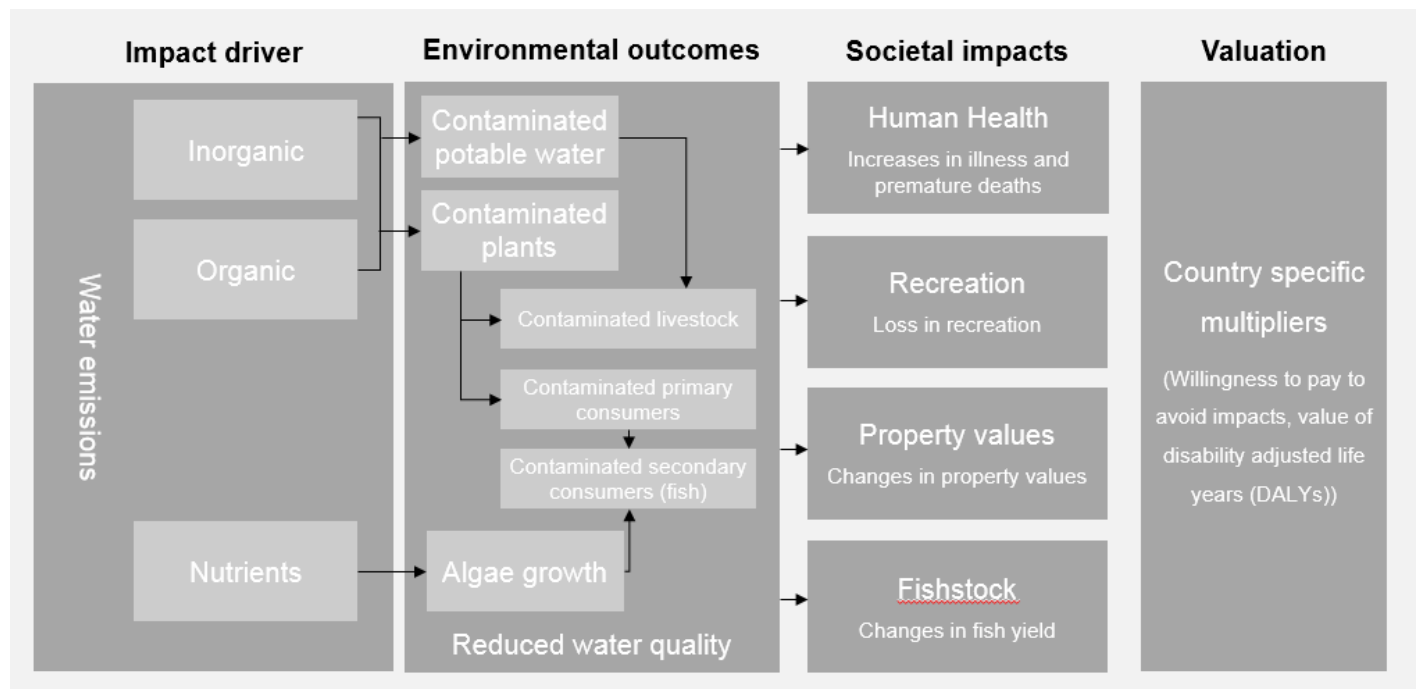 Impact driver
Environmental outcomes
Societal impacts
Valuation
Water emissions
Inorganic
Organic
Nutrients
Contaminated
potable water
Contaminated
plants
Contaminated livestock
Contaminated primary
consumers
Contaminated secondary
consumers (fish)
Algae growth
Reduced water quality
Human Health
Increases in illness and
premature deaths
Recreation
Loss in recreation
Property values
Changes in property values
Fishstock
Changes in fish yield
Country specific
multipliers
(Willingness to pay to
avoid impacts, value of
disability adjusted life
years (DALYs))